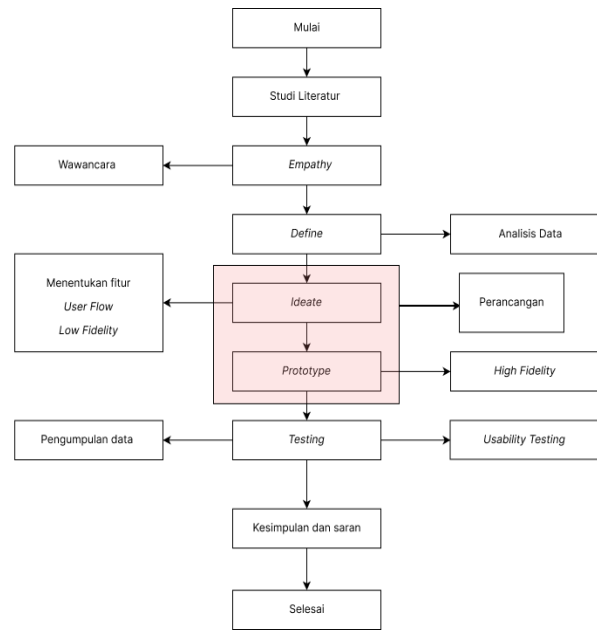 Mulai
Studi Literatur
Wawancara
Empathy
Define
Analisis Data
Menentukan fitur
User Flow
Low Fidelity
Ideate
Perancangan
Prototype
High Fidelity
Pengumpulan data
Testing
Usability Testing
Kesimpulan dan saran
Selesai